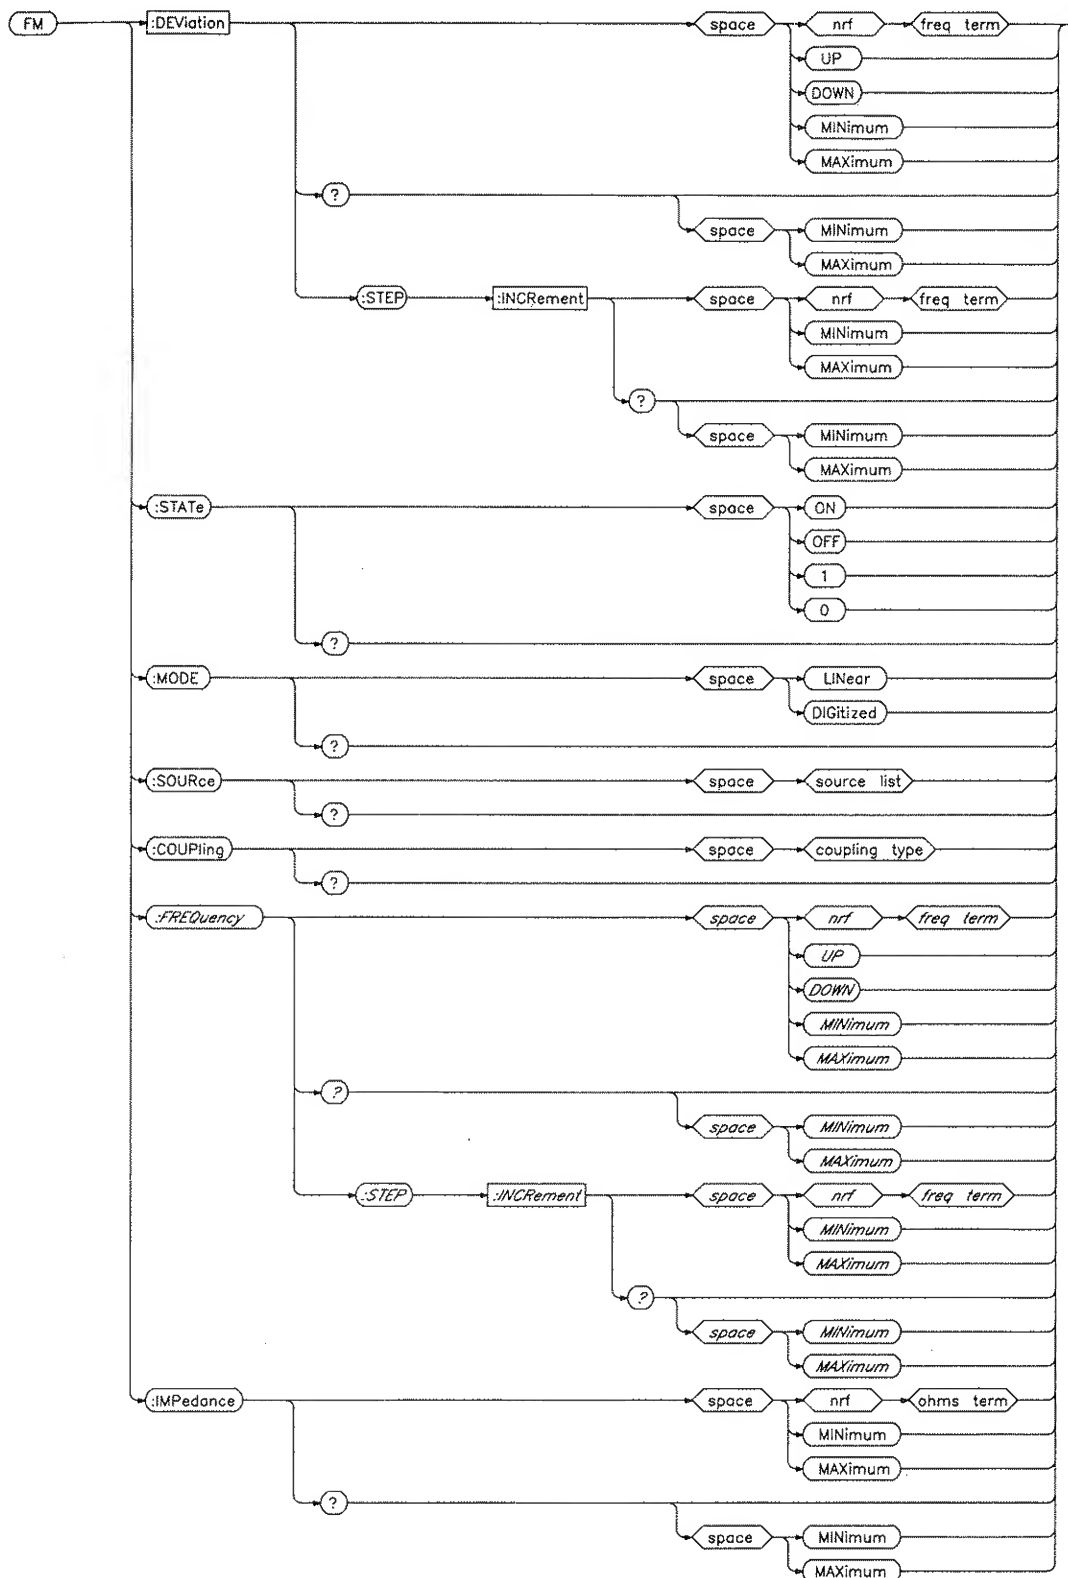 FM :DEViation space nrf freq term
UP
DOWN
MINimum
MAXimum
?
space MINimum
MAXimum
:STEP :INCRement space nrf freq term
MINimum
MAXimum
?
space MINimum
MAXimum
:STATe space ON
OFF
1
0
?
:MODE space LINear
DIGitized
?
:SOURce space source list
?
:COUPling space coupling type
?
:FREQuency space nrf freq term
UP
DOWN
MINimum
MAXimum
?
space MINimum
MAXimum
:STEP :INCRement space nrf freq term
MINimum
MAXimum
?
space MINimum
MAXimum
:IMPedance space nrf ohms term
MINimum
MAXimum
?
space MINimum
MAXimum